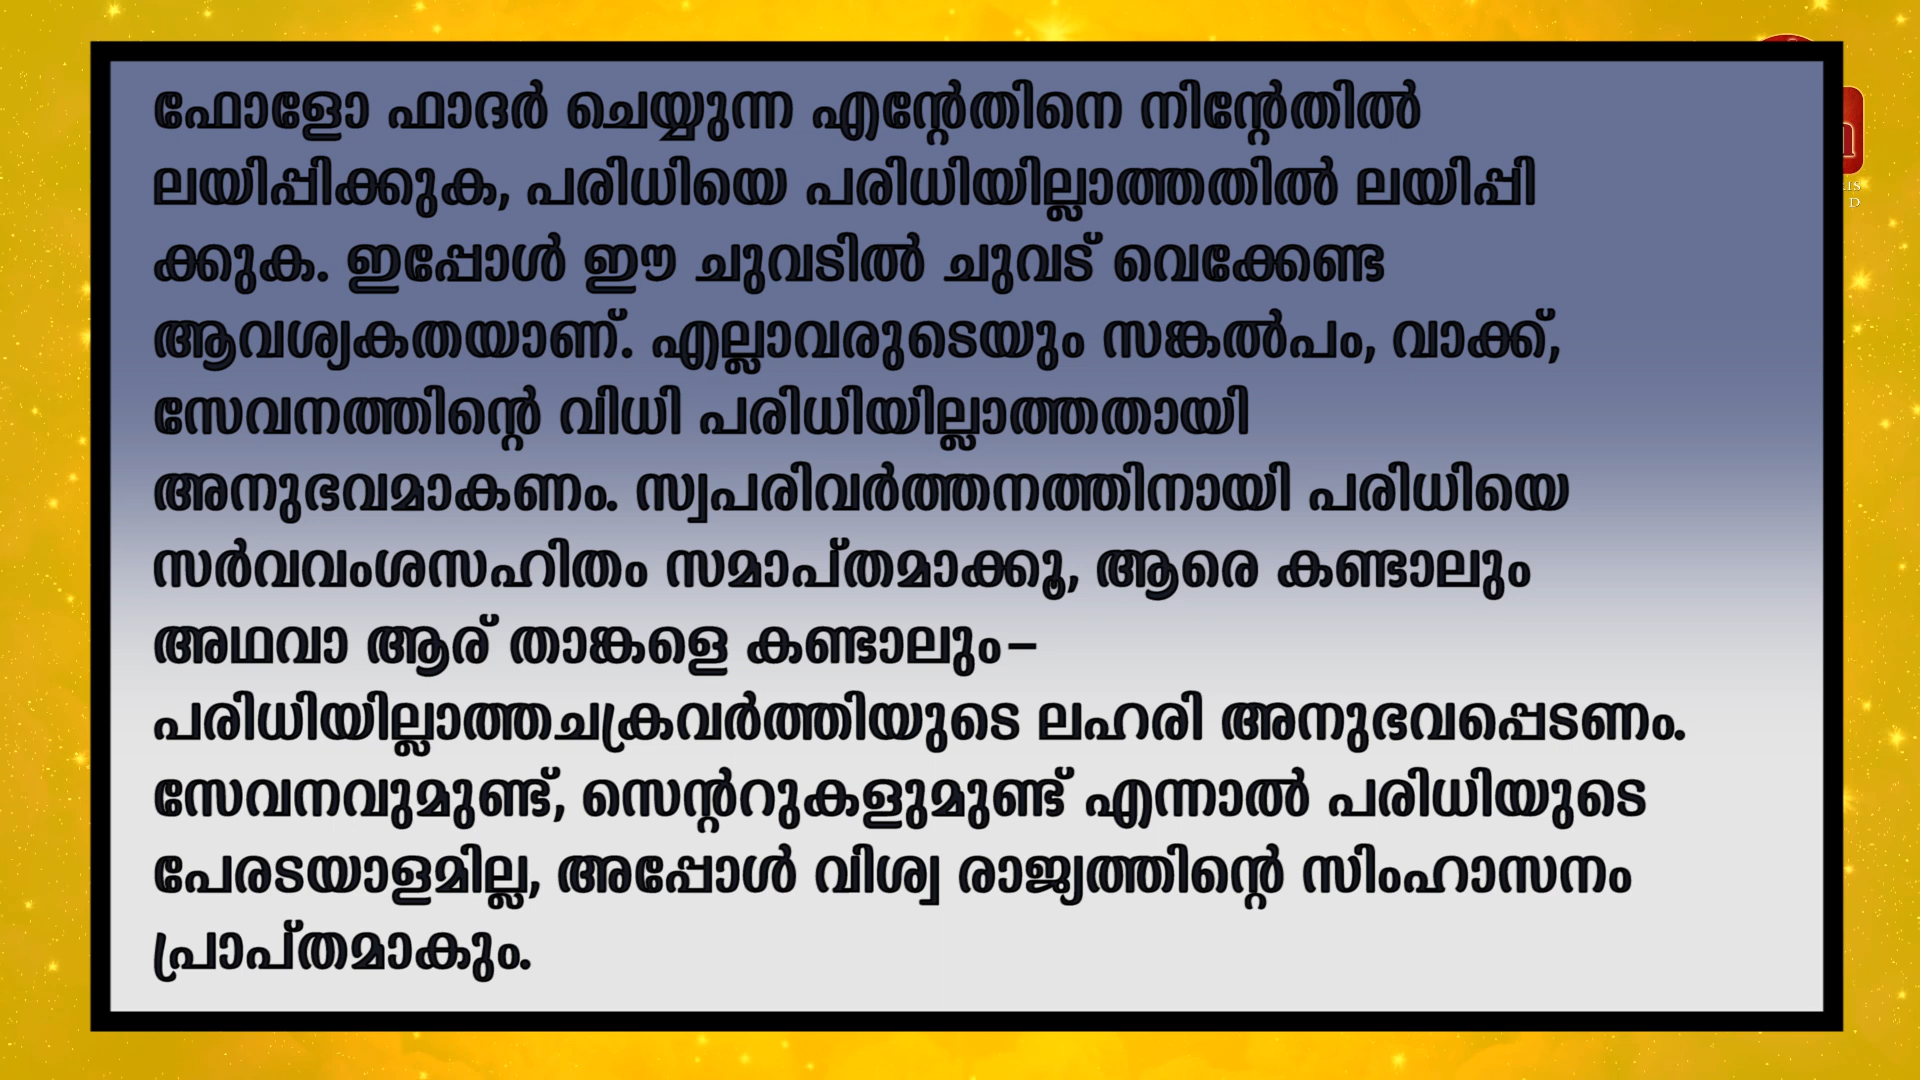 ഫോളോ ഫാദർ ചെയ്യുന്ന എന്റേതിനെ നിന്റേതിൽ
ലയിപ്പിക്കുക, പരിധിയെ പരിധിയില്ലാത്തതിൽ ലയിപ്പി
ക്കുക. ഇപ്പോൾ ഈ ചുവടിൽ ചുവട് വെക്കേണ്ട
ആവശ്യകതയാണ്. എല്ലാവരുടെയും സങ്കൽപം, വാക്ക്,
സേവനത്തിന്റെ വിധി പരിധിയില്ലാത്തതായി
അനുഭവമാകണം. സ്വപരിവർത്തനത്തിനായി പരിധിയെ
സർവവംശസഹിതം സമാപ്തമാക്കൂ, ആരെ കണ്ടാലും
അഥവാ ആര് താങ്കളെ കണ്ടാലും–
പരിധിയില്ലാത്തചക്രവർത്തിയുടെ ലഹരി അനുഭവപ്പെടണം.
സേവനവുമുണ്ട്, സെന്ററുകളുമുണ്ട് എന്നാൽ പരിധിയുടെ
പേരടയാളമില്ല, അപ്പോൾ വിശ്വ രാജ്യത്തിന്റെ സിംഹാസനം
പ്രാപ്തമാകും.